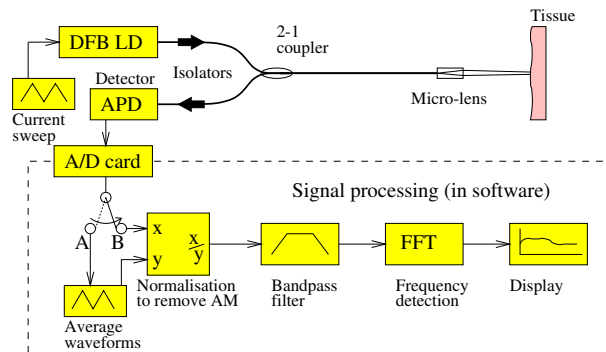 2-1
coupler
Tissue
DFB LD
Isolators
Detector
APD
Micro-lens
Current
sweep
A/D card
Signal processing (in software)
A
B
x
y
x/y
FFT
Normalisation
to remove AM
Bandpass
filter
Frequency
detection
Display
Average
waveforms